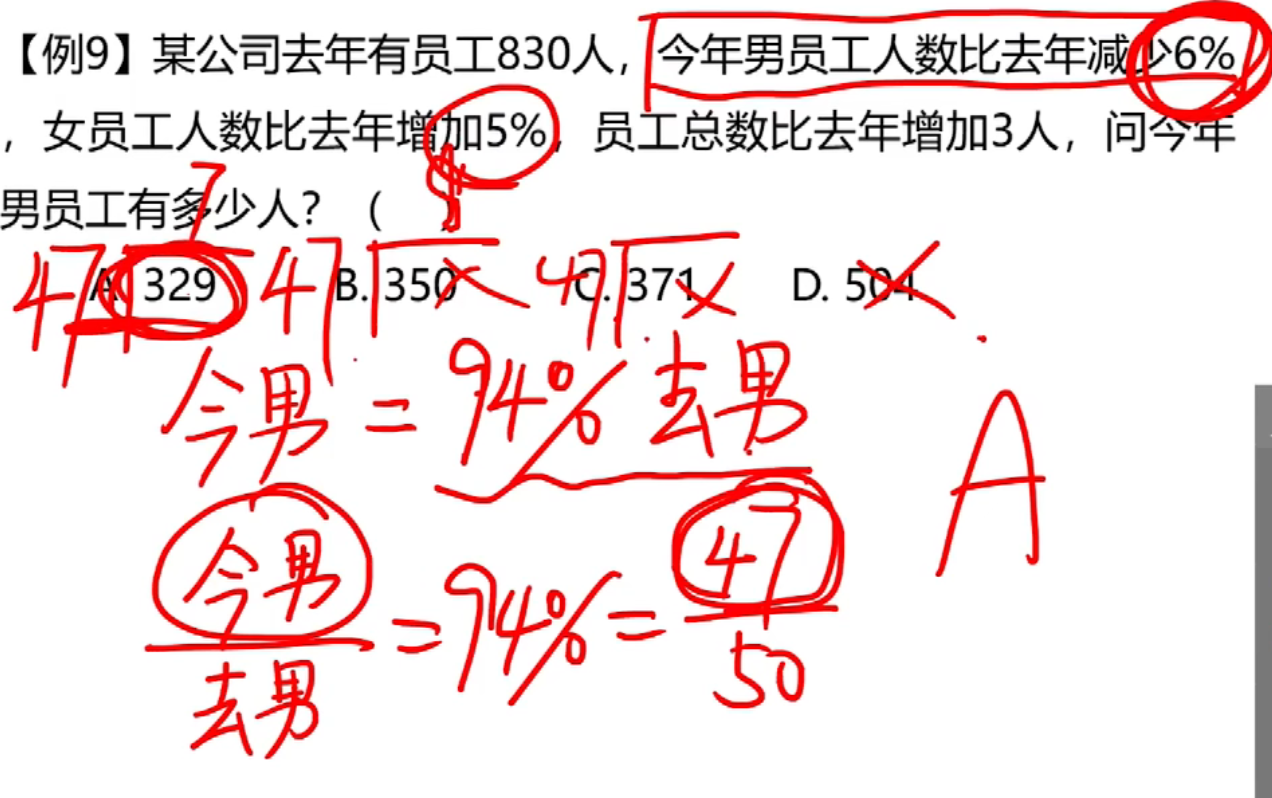 【例9】某公司去年有员工830人，今年男员工人数比去年减少6%
，女员工人数比去年增加5%，员工总数比去年增加3人，问今年
男员工有多少人？（ ）
7
47 A. 329 47 B. 350 × 47 C. 371 × D. 504 ×
今男 = 94% 去男
A
今男/去男 = 94% = 47/50